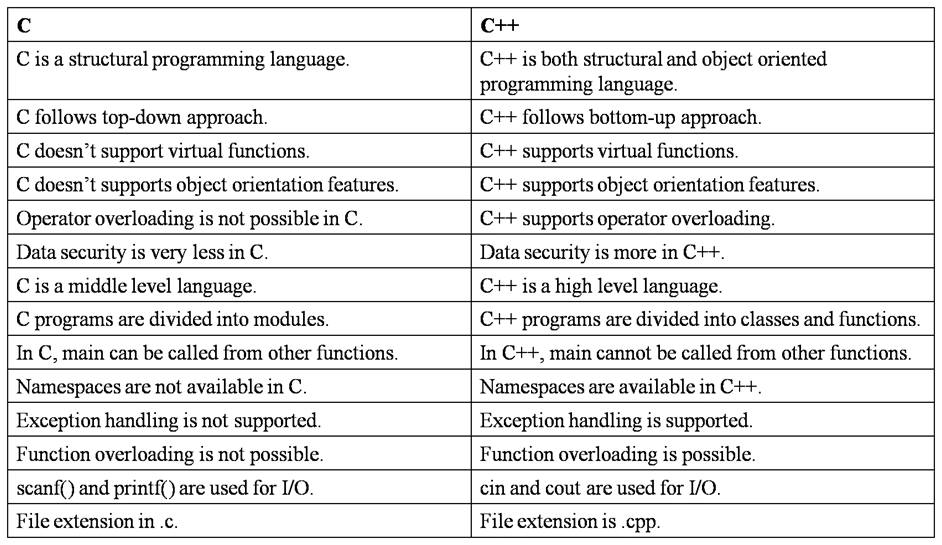 C C++
C is a structural programming language. C++ is both structural and object oriented
programming language.
C follows top-down approach. C++ follows bottom-up approach.
C doesn’t support virtual functions. C++ supports virtual functions.
C doesn’t supports object orientation features. C++ supports object orientation features.
Operator overloading is not possible in C. C++ supports operator overloading.
Data security is very less in C. Data security is more in C++.
C is a middle level language. C++ is a high level language.
C programs are divided into modules. C++ programs are divided into classes and functions.
In C, main can be called from other functions. In C++, main cannot be called from other functions.
Namespaces are not available in C. Namespaces are available in C++.
Exception handling is not supported. Exception handling is supported.
Function overloading is not possible. Function overloading is possible.
scanf() and printf() are used for I/O. cin and cout are used for I/O.
File extension in .c. File extension is .cpp.